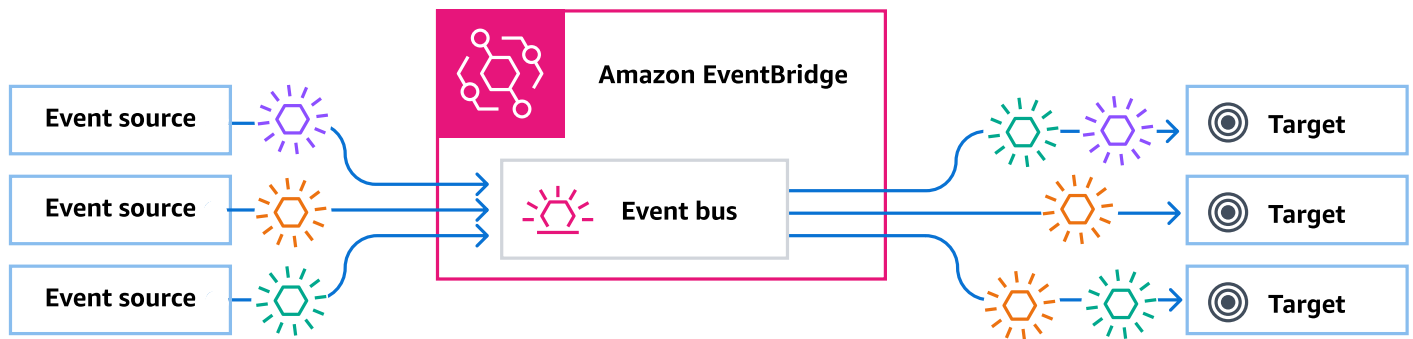 Amazon EventBridge
Event source
Event source
Event source
Event bus
Target
Target
Target